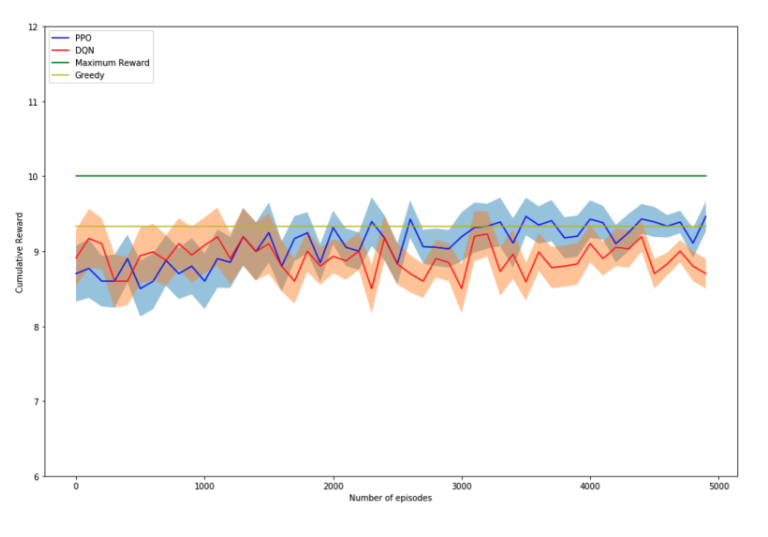 12
11
10
9
8
7
6
Cumulative Reward
PPO
DQN
Maximum Reward
Greedy
0
1000
2000
3000
4000
5000
Number of episodes